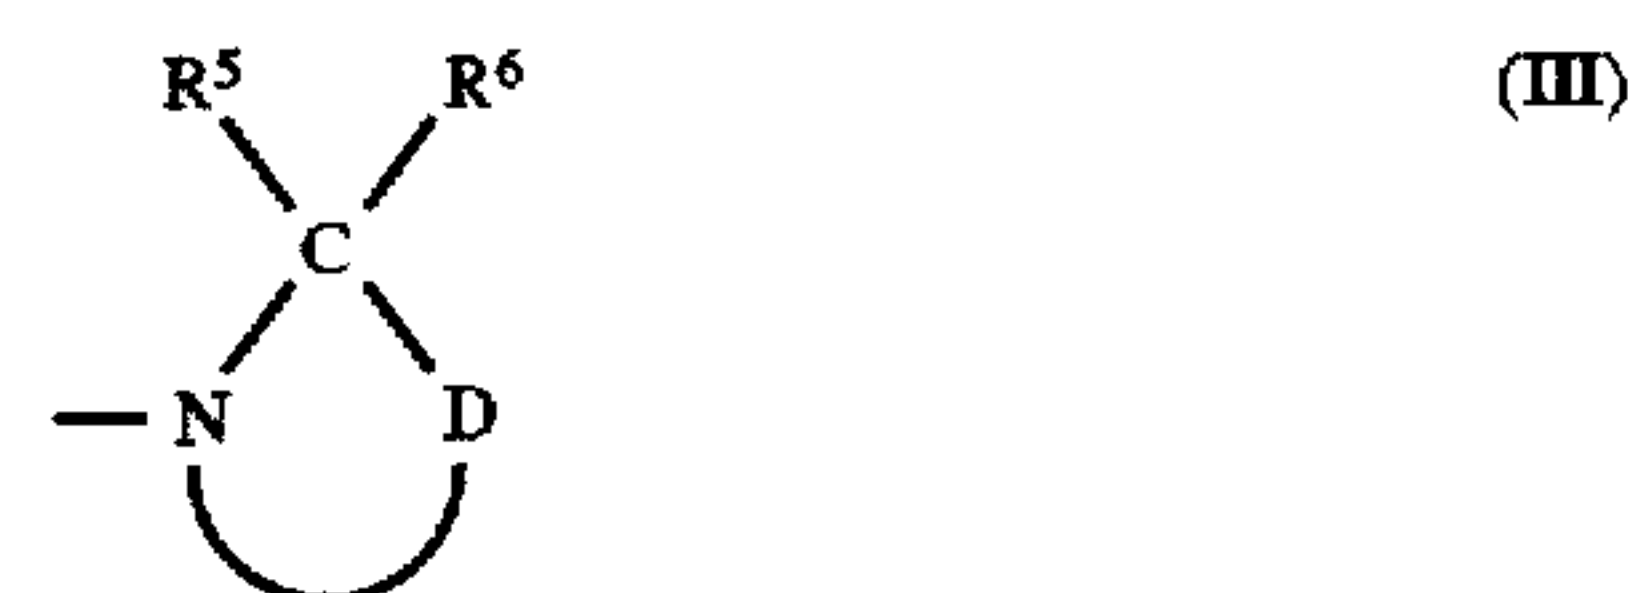 R⁵ R⁶ (III)
C
N D